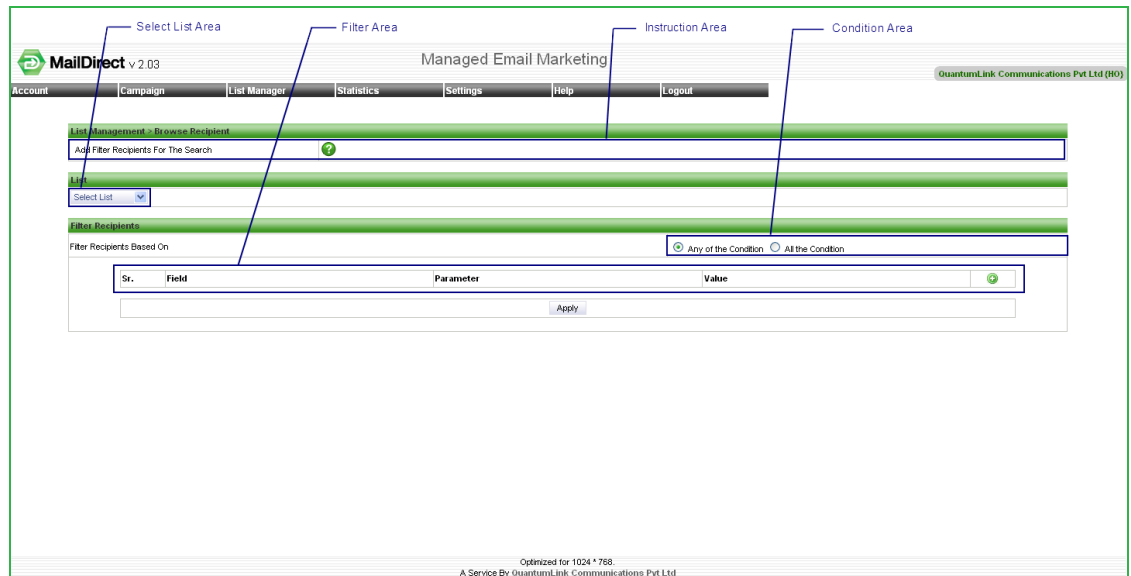 Select List Area Filter Area Instruction Area Condition Area
MailDirect v 2.03
Managed Email Marketing
QuantumLink Communications Pvt Ltd (HO)
Account Campaign List Manager Statistics Settings Help Logout
List Management > Browse Recipient
Add Filter Recipients For The Search
List
Select List
Filter Recipients
Filter Recipients Based On Any of the Condition All the Condition
Sr. Field Parameter Value
Apply
Optimized for 1024 * 768.
A Service By QuantumLink Communications Pvt Ltd